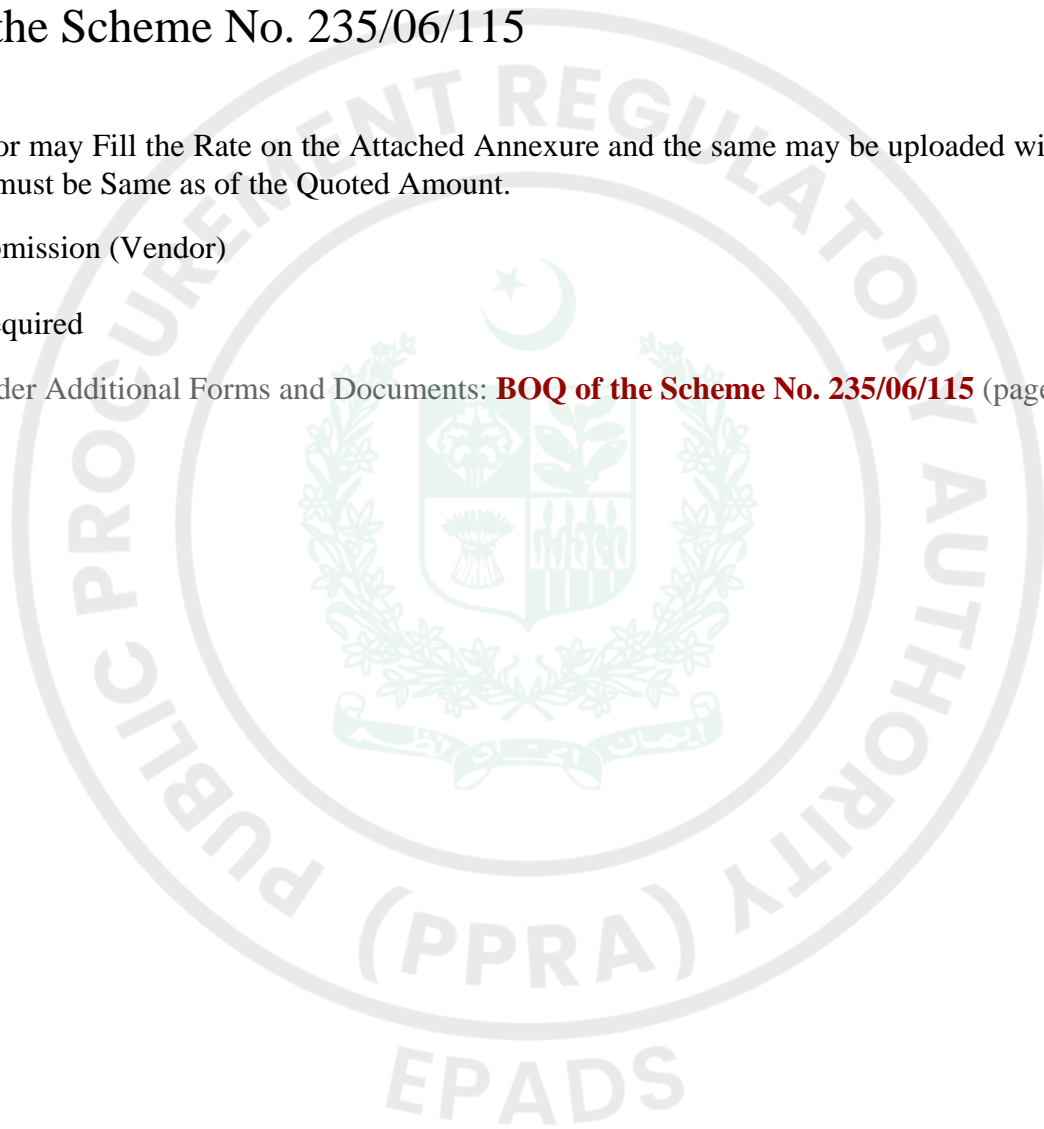 the Scheme No. 235/06/115
or may Fill the Rate on the Attached Annexure and the same may be uploaded wi
must be Same as of the Quoted Amount.
mission (Vendor)
quired
der Additional Forms and Documents: BOQ of the Scheme No. 235/06/115 (page
PUBLIC PROCUREMENT REGULATORY AUTHORITY
(PPRA)
EPADS